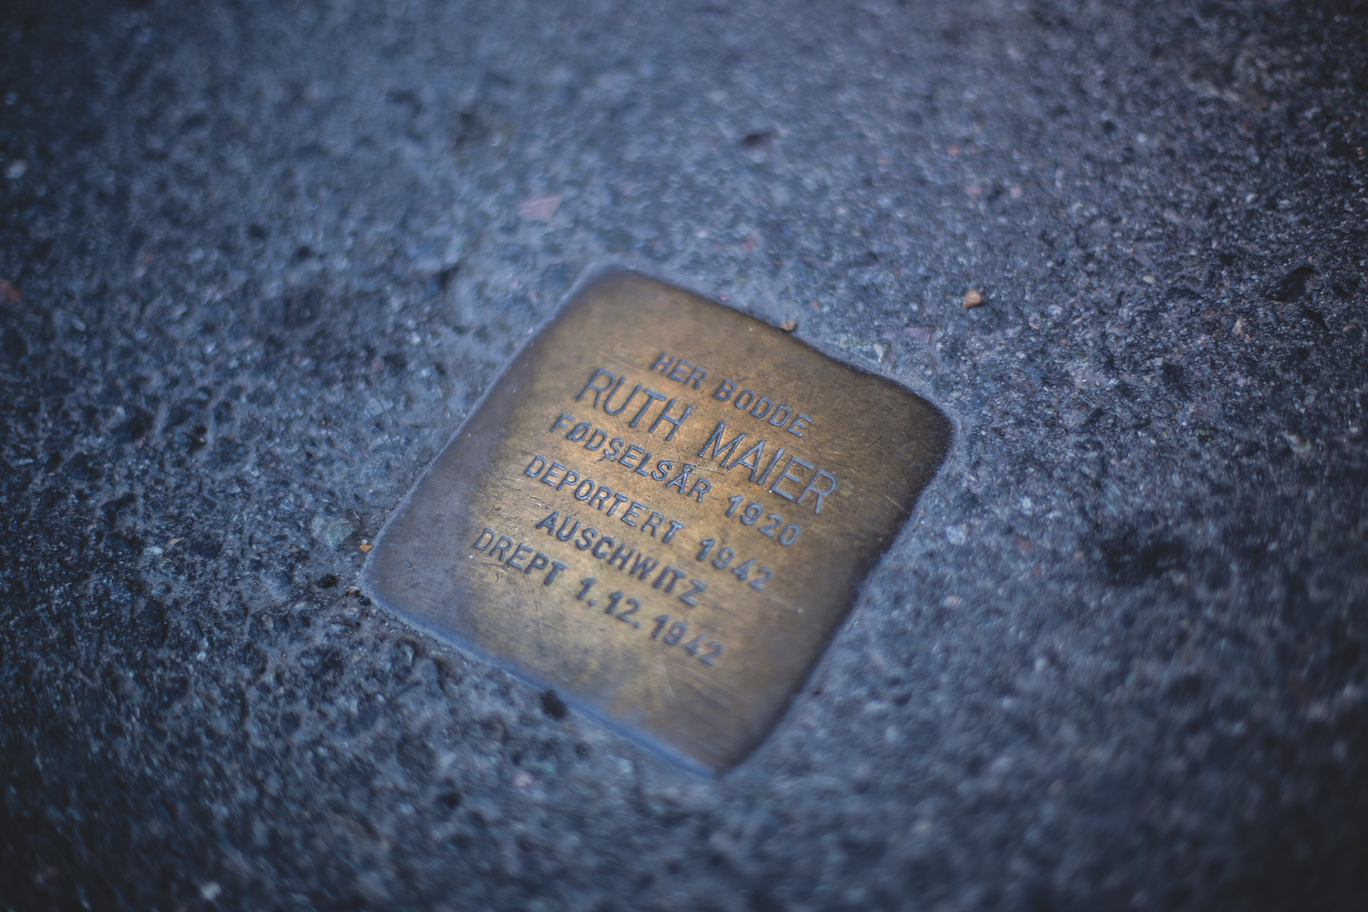 HER BODDE
RUTH MAIER
FØDSELSÅR 1920
DEPORTERT 1942
AUSCHWITZ
DREPT 1.12.1942